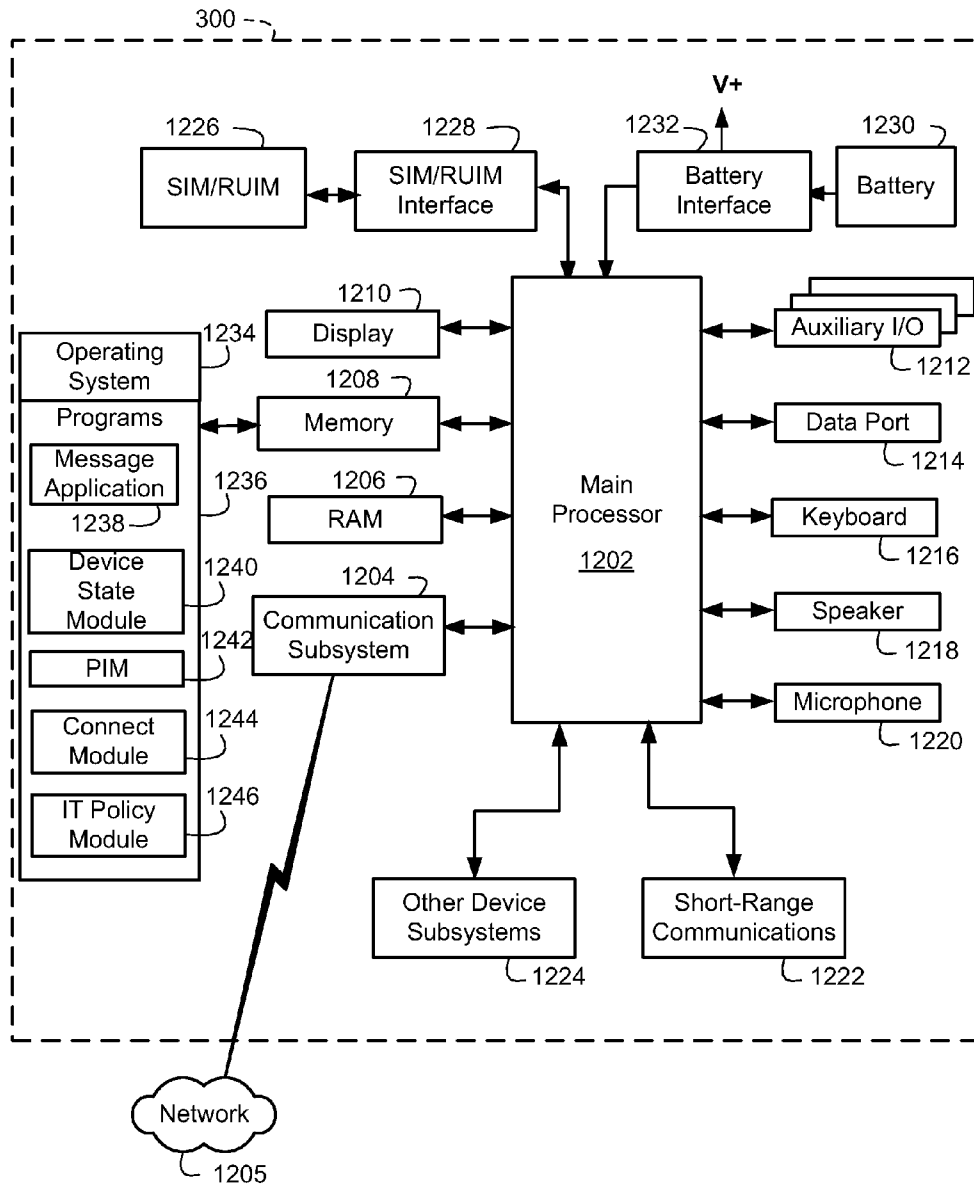 300
V+
1226
1228
1232
1230
SIM/RUIM
SIM/RUIM
Interface
Battery
Interface
Battery
1210
Display
1234
Operating
System
Programs
Message
Application
1238
1236
Device
State
Module
1240
PIM
1242
Connect
Module
1244
IT Policy
Module
1246
1208
Memory
1206
RAM
1204
Communication
Subsystem
Main
Processor
1202
Auxiliary I/O
1212
Data Port
1214
Keyboard
1216
Speaker
1218
Microphone
1220
Other Device
Subsystems
1224
Short-Range
Communications
1222
Network
1205